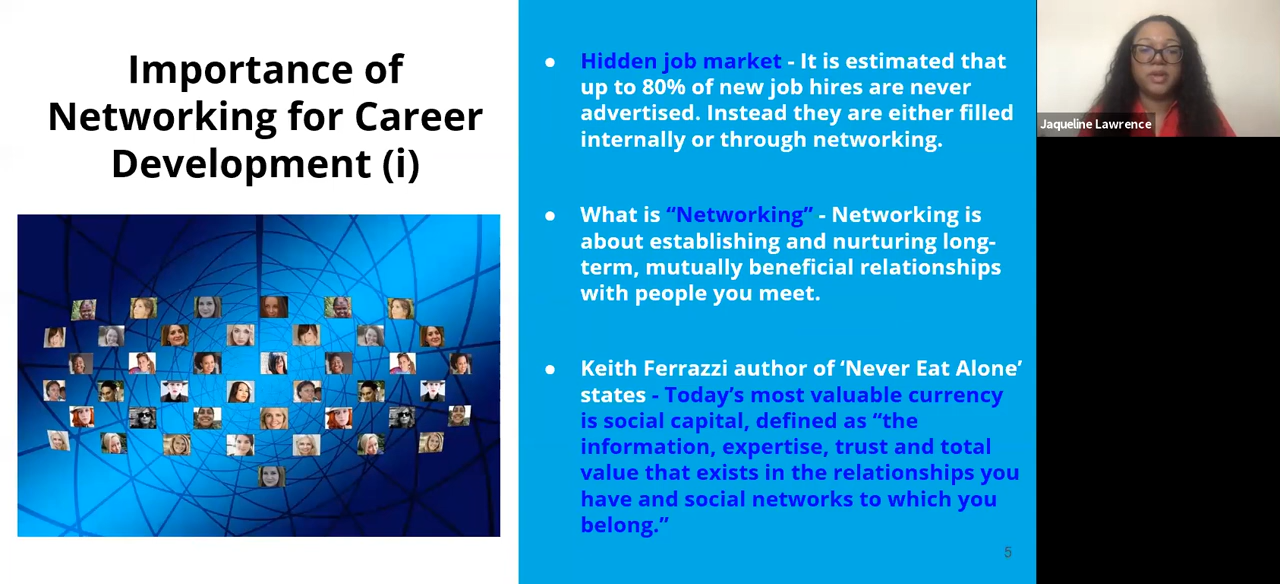 Importance of
Networking for Career
Development (i)
● Hidden job market - It is estimated that
up to 80% of new job hires are never
advertised. Instead they are either filled
internally or through networking.
● What is “Networking” - Networking is
about establishing and nurturing long-
term, mutually beneficial relationships
with people you meet.
● Keith Ferrazzi author of ‘Never Eat Alone’
states - Today’s most valuable currency
is social capital, defined as “the
information, expertise, trust and total
value that exists in the relationships you
have and social networks to which you
belong.”
5
Jaqueline Lawrence